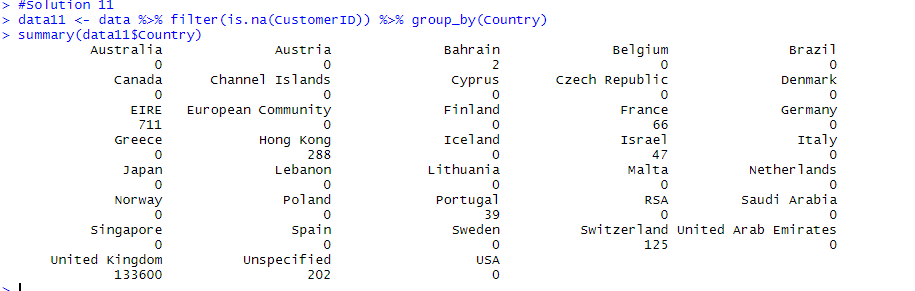 > #Solution 11
> data11 <- data %>% filter(is.na(CustomerID)) %>% group_by(Country)
> summary(data11$Country)
Australia Austria Bahrain Belgium Brazil
0 0 2 0 0
Canada Channel Islands Cyprus Czech Republic Denmark
0 0 0 0 0
EIRE European Community Finland France Germany
711 0 0 66 0
Greece Hong Kong Iceland Israel Italy
0 288 0 47 0
Japan Lebanon Lithuania Malta Netherlands
0 0 0 0 0
Norway Poland Portugal RSA Saudi Arabia
0 0 39 0 0
Singapore Spain Sweden Switzerland United Arab Emirates
0 0 0 125 0
United Kingdom Unspecified USA
133600 202 0
>